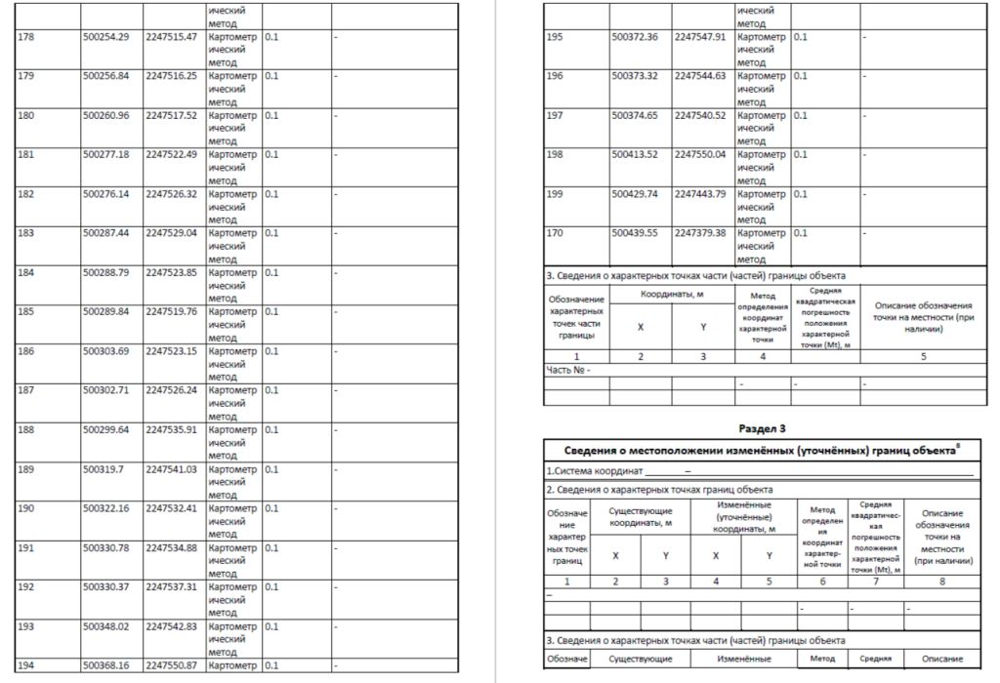 ический
метод
178 500254.29 2247515.47 Картометр 0.1 -
ический
метод
179 500256.84 2247516.25 Картометр 0.1 -
ический
метод
180 500260.96 2247517.52 Картометр 0.1 -
ический
метод
181 500277.18 2247522.49 Картометр 0.1 -
ический
метод
182 500276.14 2247526.32 Картометр 0.1 -
ический
метод
183 500287.44 2247529.04 Картометр 0.1 -
ический
метод
184 500288.79 2247523.85 Картометр 0.1 -
ический
метод
185 500289.84 2247519.76 Картометр 0.1 -
ический
метод
186 500303.69 2247523.15 Картометр 0.1 -
ический
метод
187 500302.71 2247526.24 Картометр 0.1 -
ический
метод
188 500299.64 2247535.91 Картометр 0.1 -
ический
метод
189 500319.7 2247541.03 Картометр 0.1 -
ический
метод
190 500322.16 2247532.41 Картометр 0.1 -
ический
метод
191 500330.78 2247534.88 Картометр 0.1 -
ический
метод
192 500330.37 2247537.31 Картометр 0.1 -
ический
метод
193 500348.02 2247542.83 Картометр 0.1 -
ический
метод
194 500368.16 2247550.87 Картометр 0.1 -
ический
метод
195 500372.36 2247547.91 Картометр 0.1 -
ический
метод
196 500373.32 2247544.63 Картометр 0.1 -
ический
метод
197 500374.65 2247540.52 Картометр 0.1 -
ический
метод
198 500413.52 2247550.04 Картометр 0.1 -
ический
метод
199 500429.74 2247443.79 Картометр 0.1 -
ический
метод
170 500439.55 2247379.38 Картометр 0.1 -
ический
метод
3. Сведения о характерных точках части (частей) границы объекта
Обозначение
характерных
точек части
границы
Координаты, м
X Y
Метод
определения
координат
характерной
точки
Средняя
квадратическая
погрешность
положения
характерной
точки (Mt), м
Описание обозначения
точки на местности (при
наличии)
1 2 3 4 5
Часть № -
- - -
Раздел 3
Сведения о местоположении изменённых (уточнённых) границ объекта8
1.Система координат –
2. Сведения о характерных точках границ объекта
Обозначе
ние
характер
ных точек
границ
Существующие
координаты, м
X Y
Изменённые
(уточнённые)
координаты, м
X Y
Метод
определен
ия
координат
характер-
ной точки
Средняя
квадратичес-
кая
погрешность
положения
характерной
точки (Mt), м
Описание
обозначения
точки на
местности
(при наличии)
1 2 3 4 5 6 7 8
–
- - -
3. Сведения о характерных точках части (частей) границы объекта
Обозначе Существующие Изменённые Метод Средняя Описание